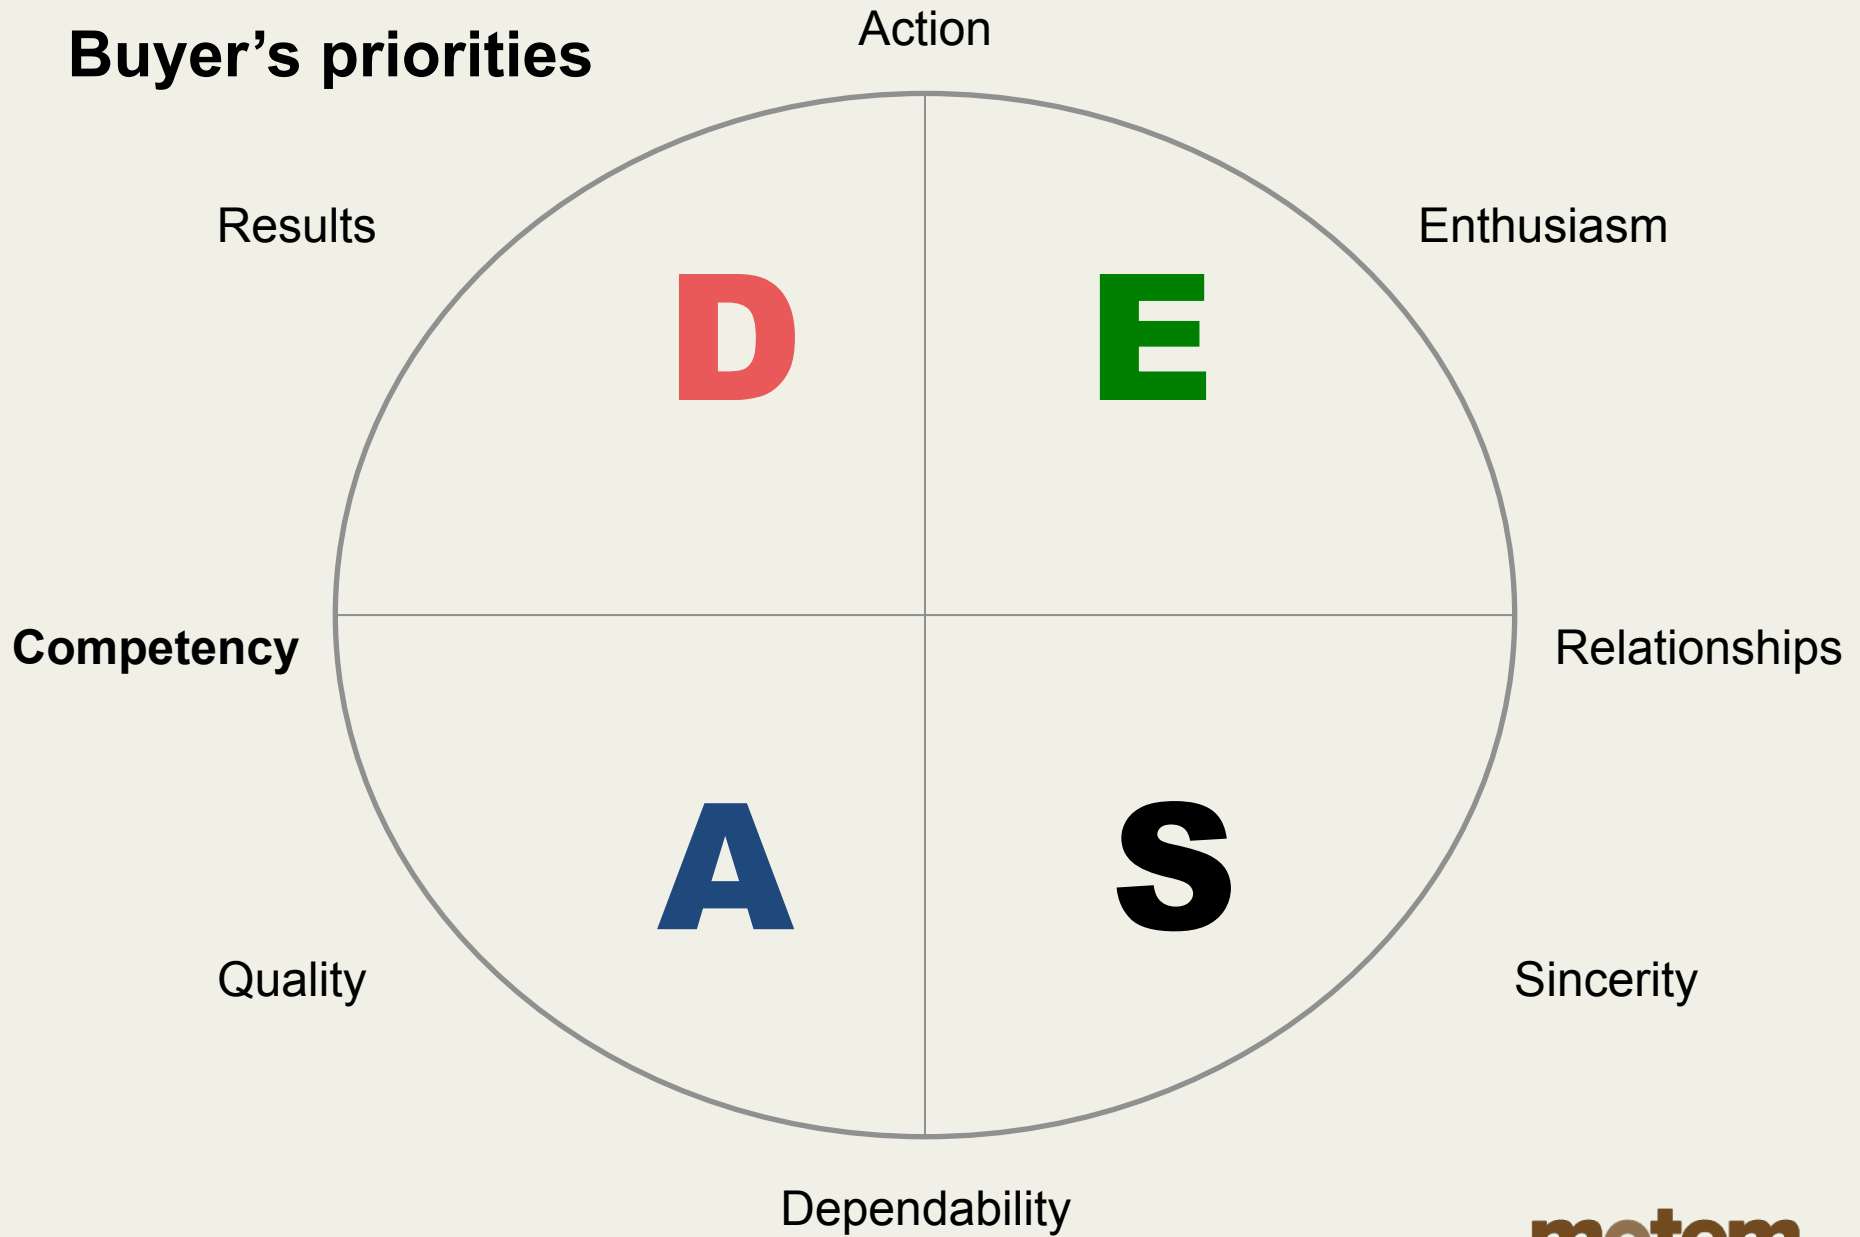 Buyer’s priorities
Action
Results
Enthusiasm
D
E
Competency
Relationships
A
S
Quality
Sincerity
Dependability